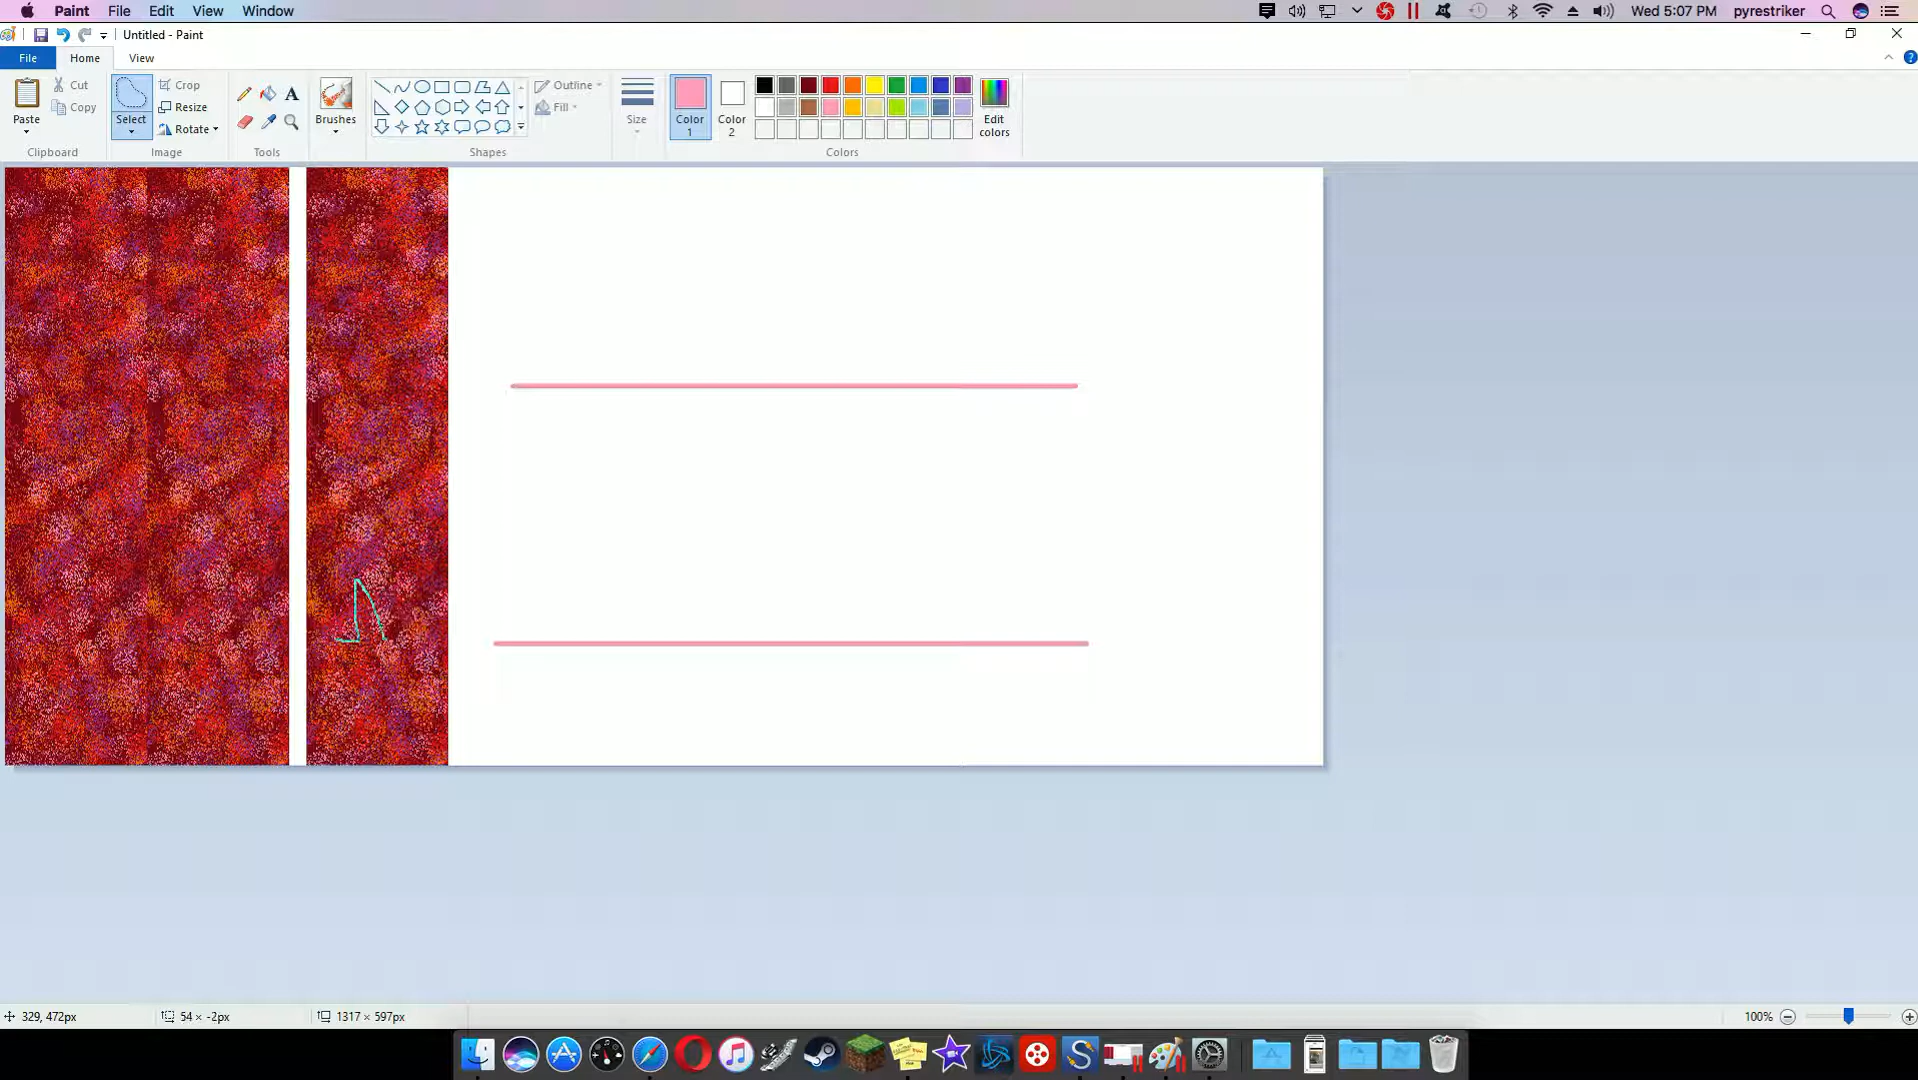 Paint File Edit View Window Wed 5:07 PM pyrestriker
Untitled - Paint
File Home View
Paste Cut Copy
Clipboard
Select Crop Resize Rotate
Image
A
Tools
Brushes
Outline Fill
Shapes
Size
Color 1
Color 2
Edit colors
Colors
329, 472px 54 × -2px 1317 × 597px 100%